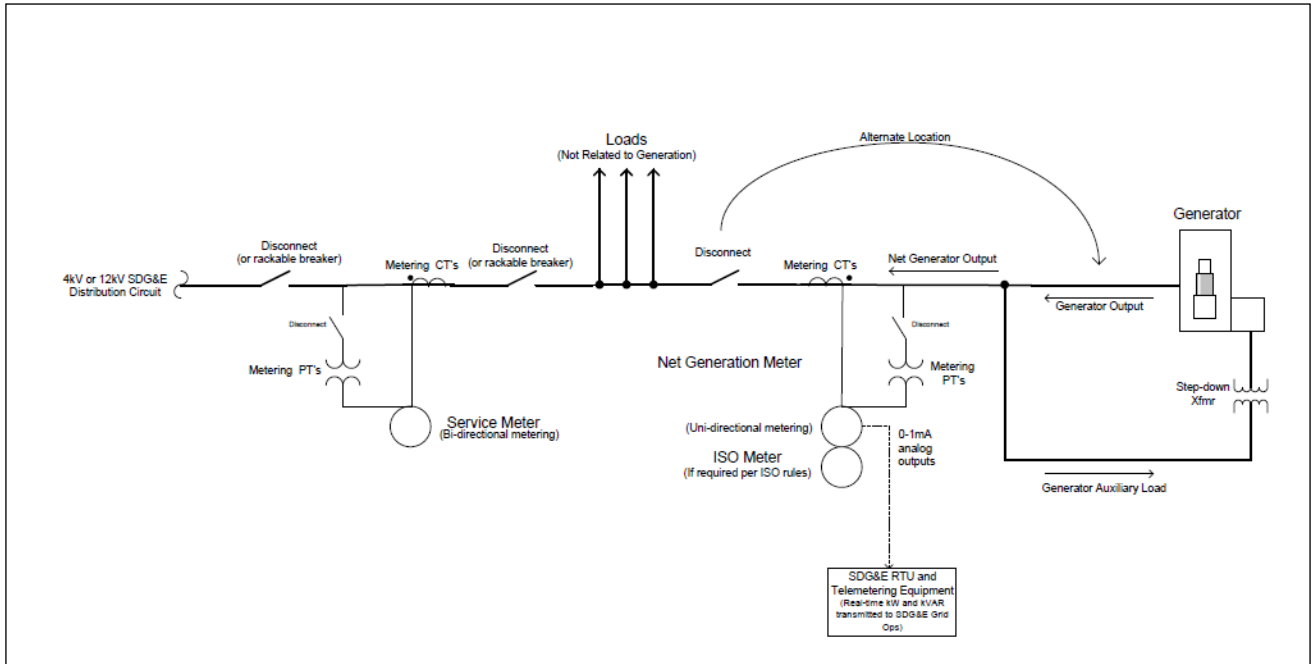 Loads
(Not Related to Generation)
Alternate Location
Generator
Disconnect
(or rackable breaker)
Metering CT's
Disconnect
(or rackable breaker)
Disconnect
Metering CT's
Net Generator Output
4kV or 12kV SDG&E
Distribution Circuit
Generator Output
Disconnect
Disconnect
Metering PT's
Net Generation Meter
Metering
PT's
Step-down
Xfmr
Service Meter
(Bi-directional metering)
(Uni-directional metering)
0-1mA
analog
outputs
ISO Meter
(If required per ISO rules)
Generator Auxiliary Load
SDG&E RTU and
Telemetering Equipment
(Real-time kW and kVAR
transmitted to SDG&E Grid
Ops)